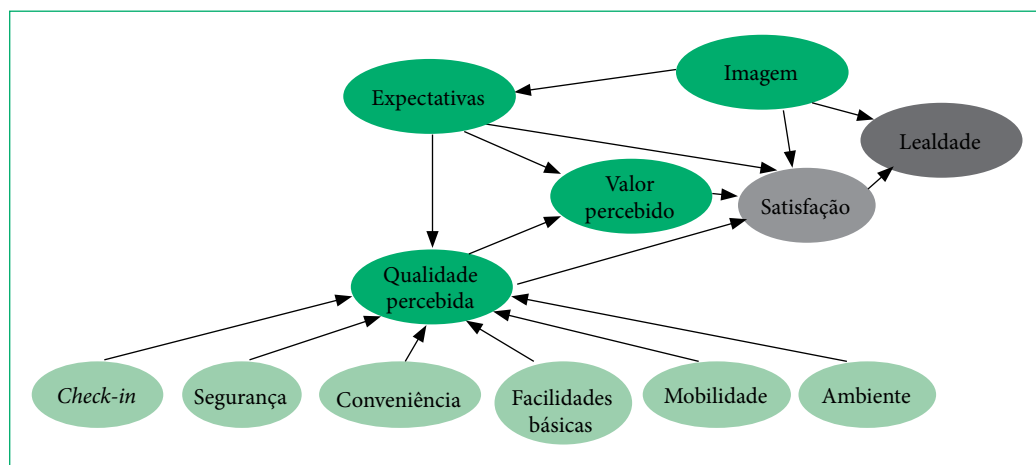 Imagem
Expectativas
Lealdade
Valor
percebido
Satisfação
Qualidade
percebida
Check-in
Segurança
Conveniência
Facilidades
básicas
Mobilidade
Ambiente